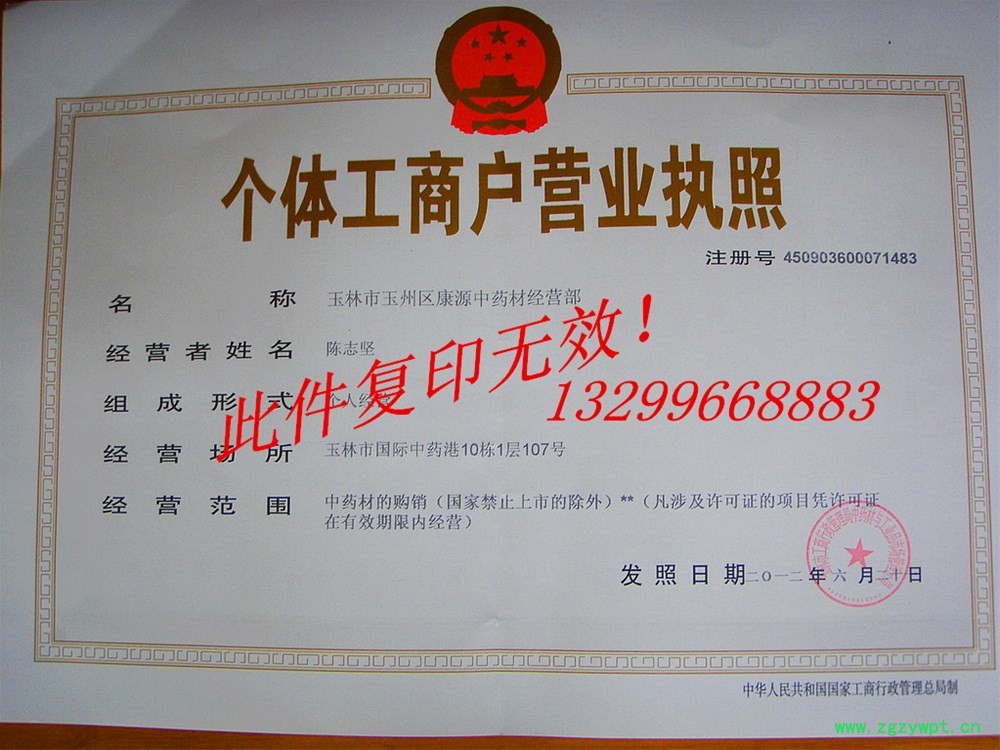 个体工商户营业执照
注册号 450903600071483
名称 玉林市玉州区康源中药材经营部
经营者姓名 陈志坚
组成形式 个人经营
经营场所 玉林市国际中药港10栋1层107号
经营范围 中药材的购销（国家禁止上市的除外）**（凡涉及许可证的项目凭许可证
在有效期限内经营）
此件复印无效！
13299668883
发照日期二〇一二年六月二十日
中华人民共和国国家工商行政管理总局制
www.zgzywpt.cn